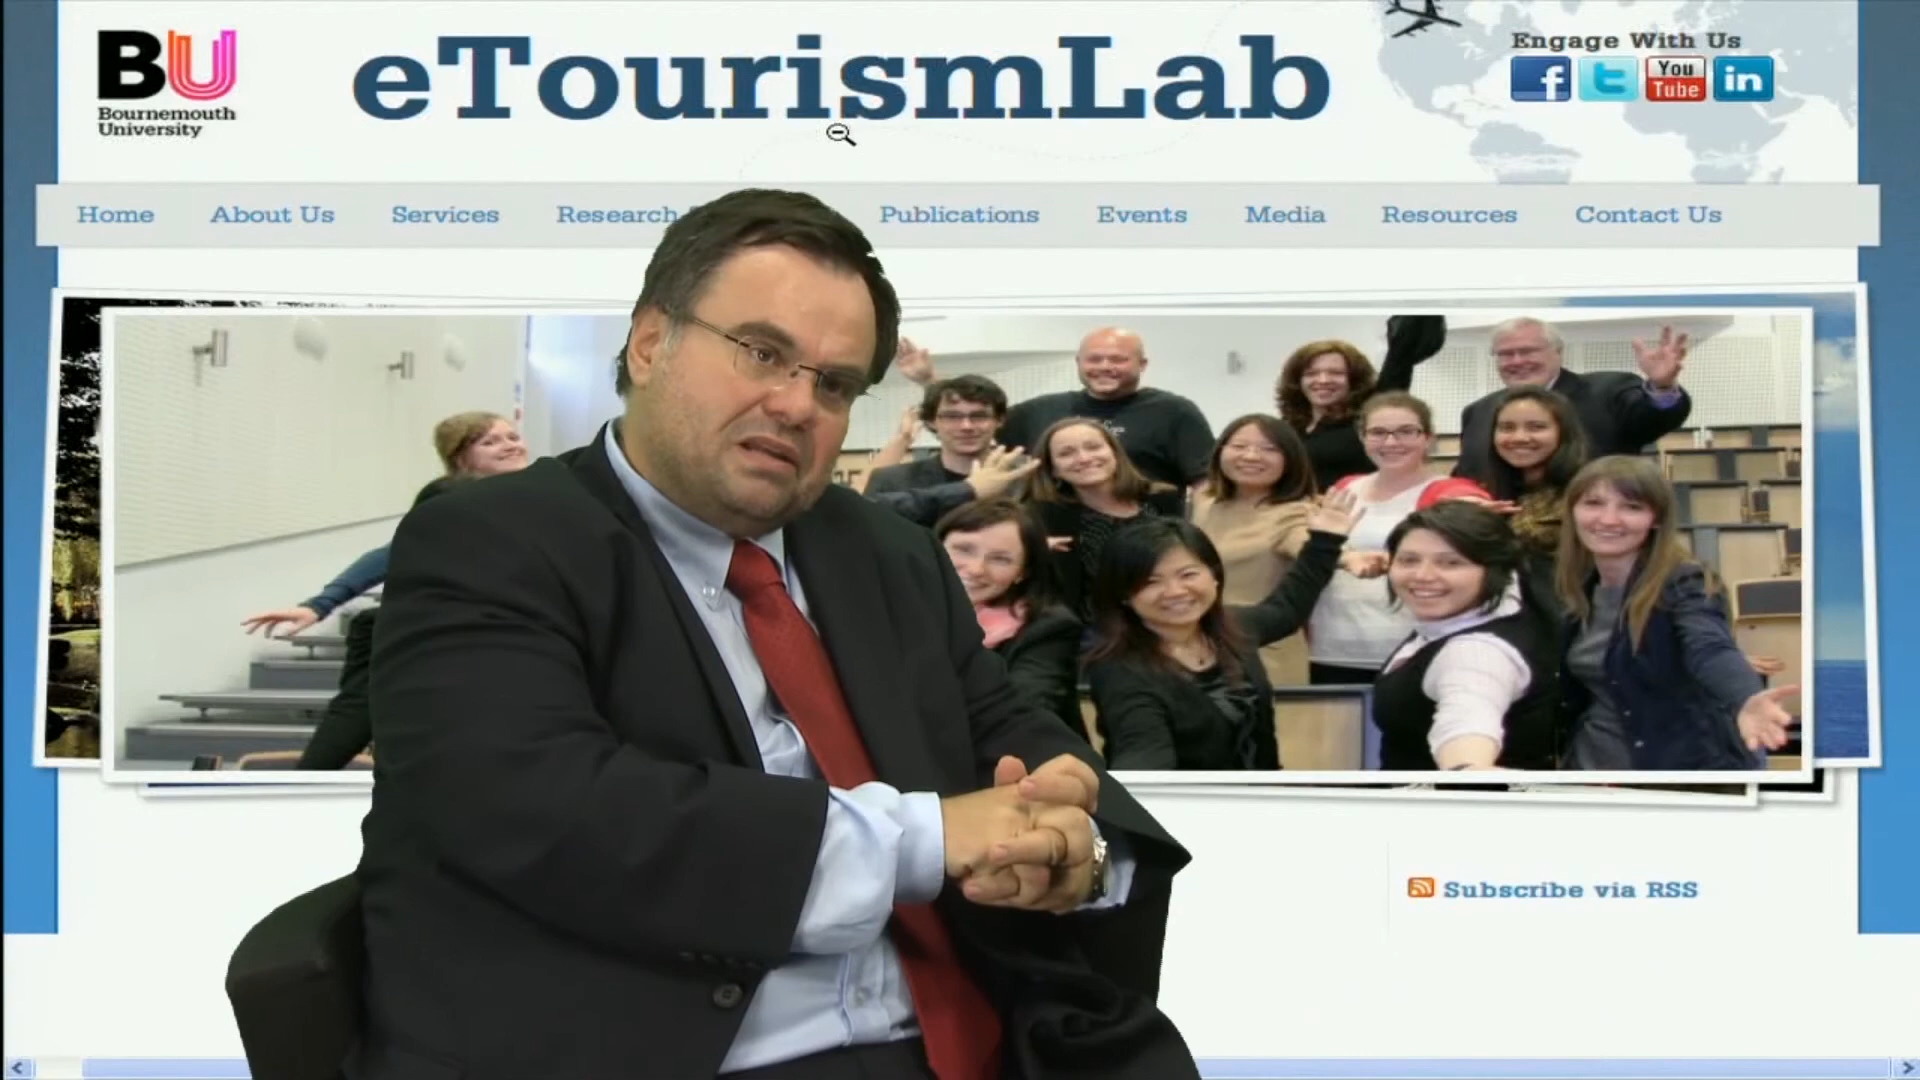 BU
Bournemouth
University
eTourismLab
Engage With Us
f t You Tube in
Home About Us Services Research Publications Events Media Resources Contact Us
Subscribe via RSS